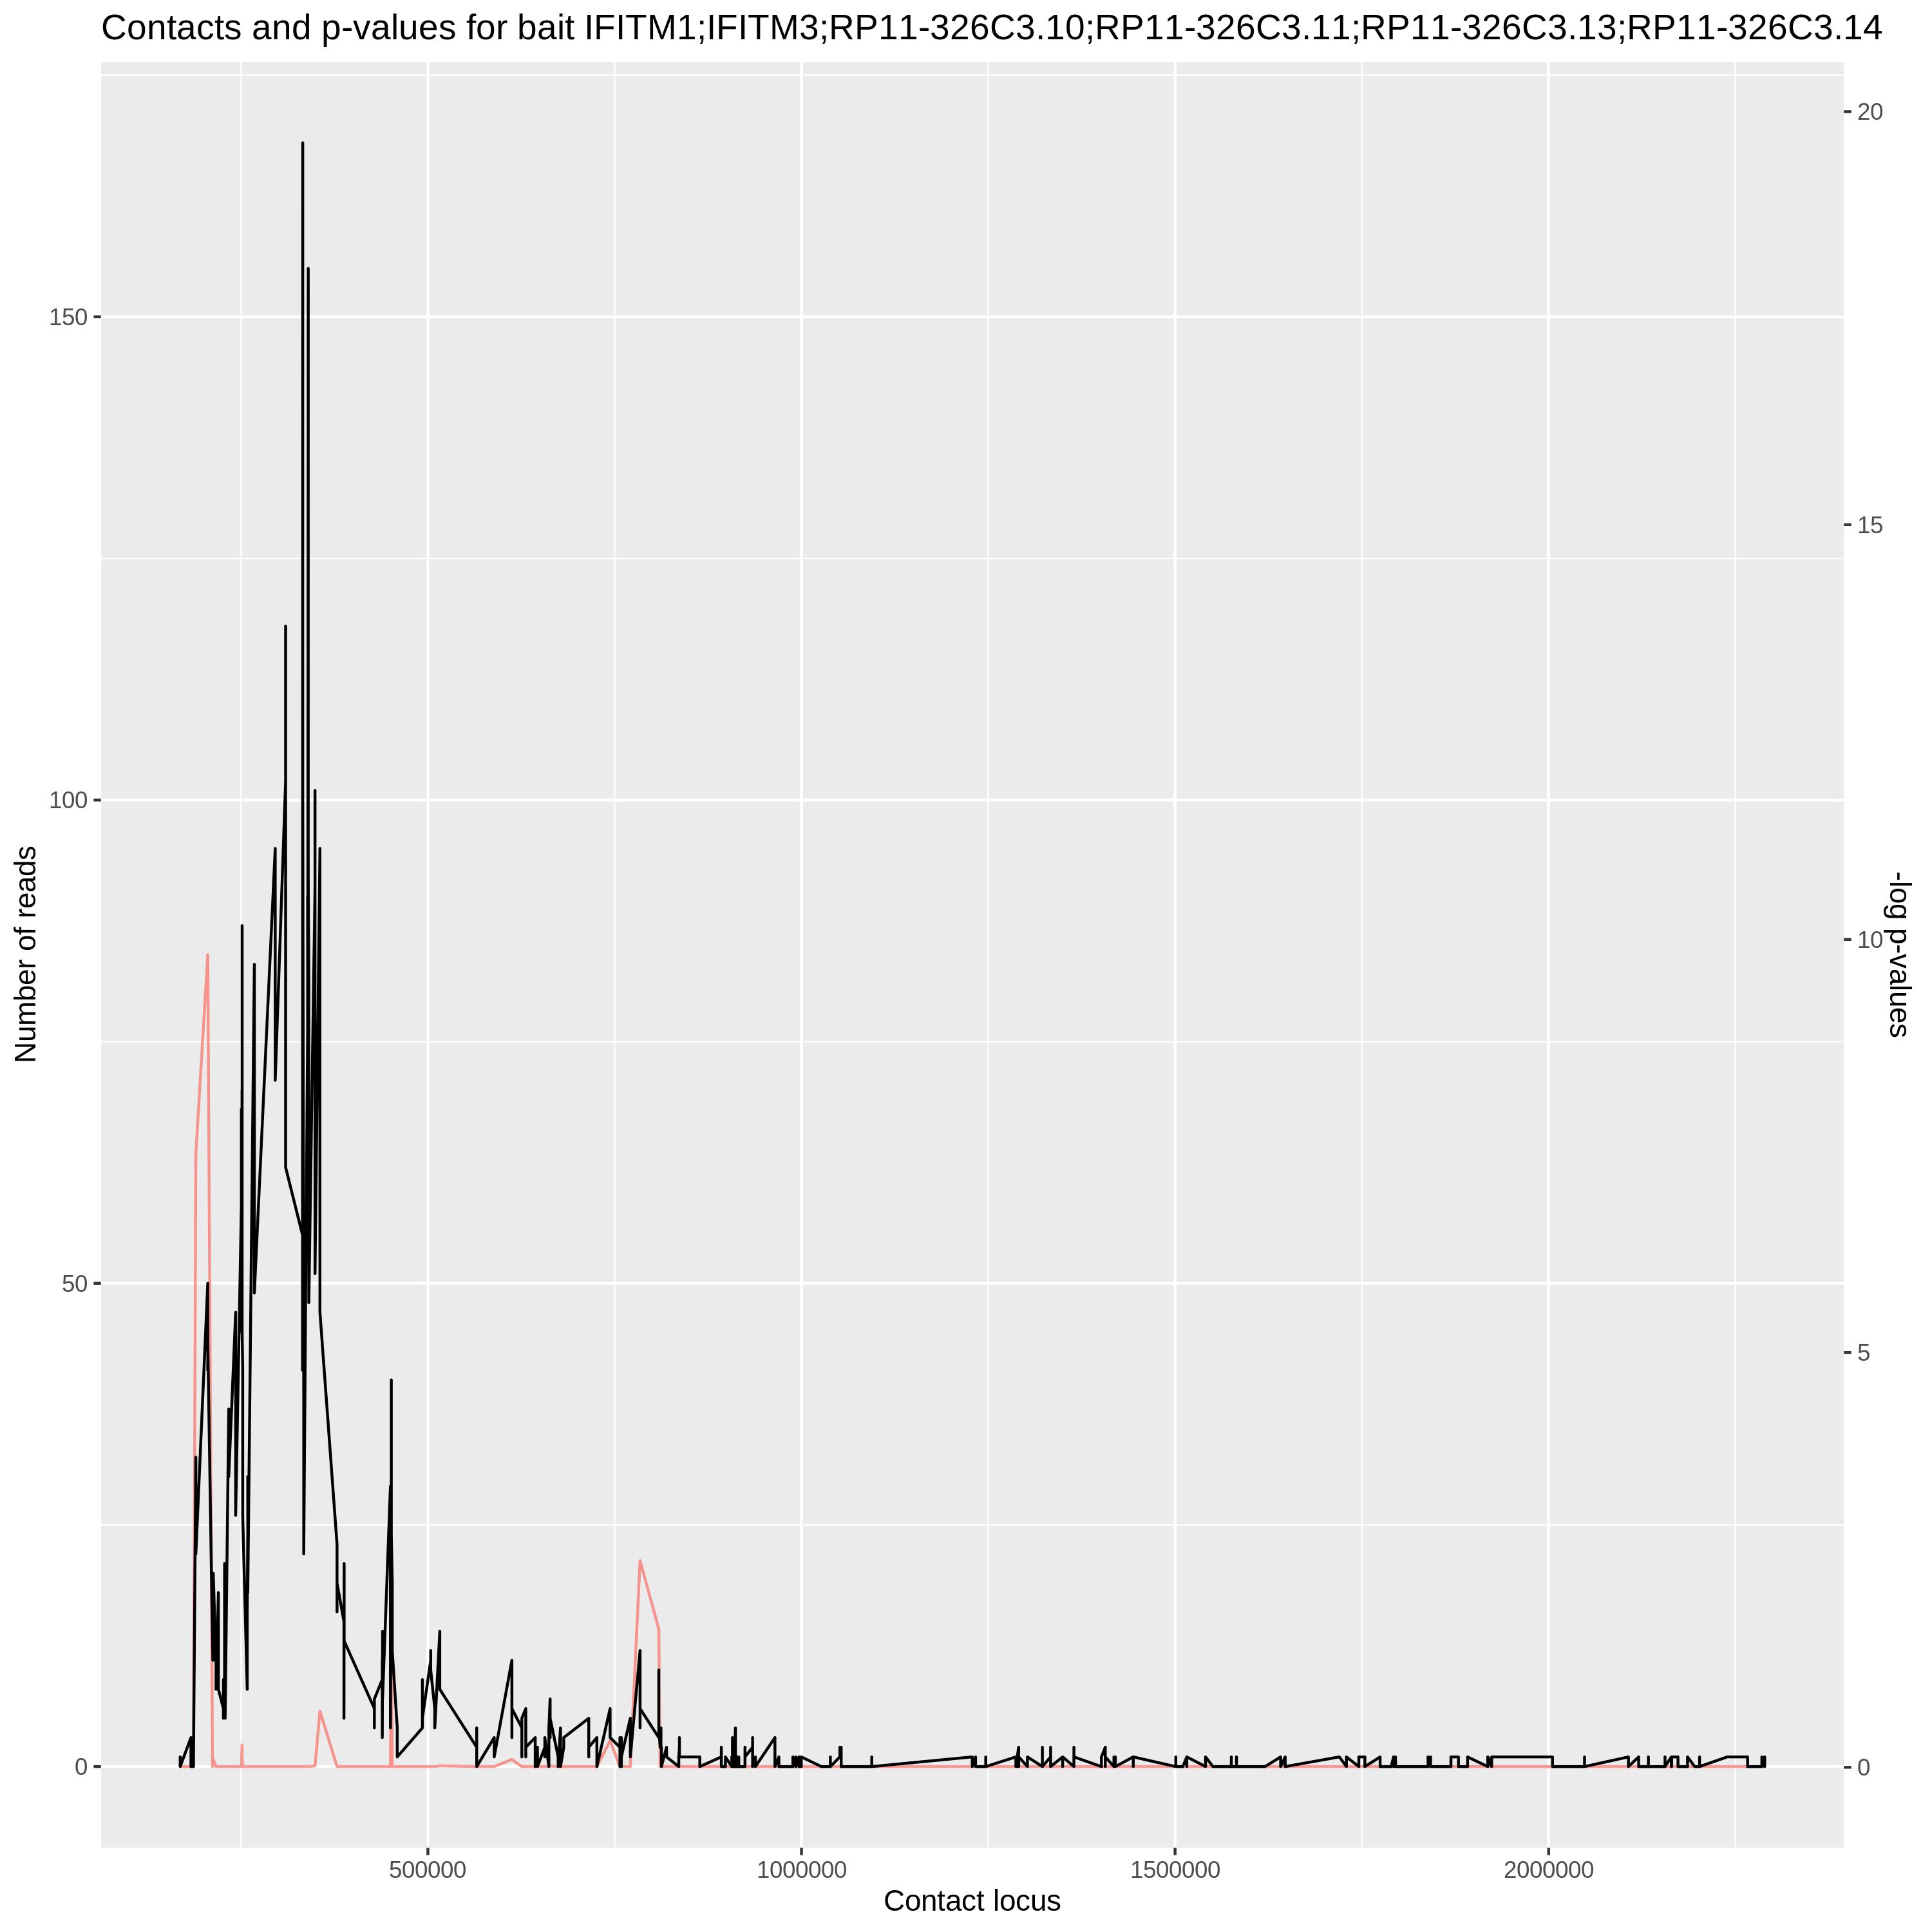 Contacts and p-values for bait IFITM1;IFITM3;RP11-326C3.10;RP11-326C3.11;RP11-326C3.13;RP11-326C3.14
Number of reads
150
100
50
0
20
15
10
5
0
-log p-values
500000 1000000 1500000 2000000
Contact locus